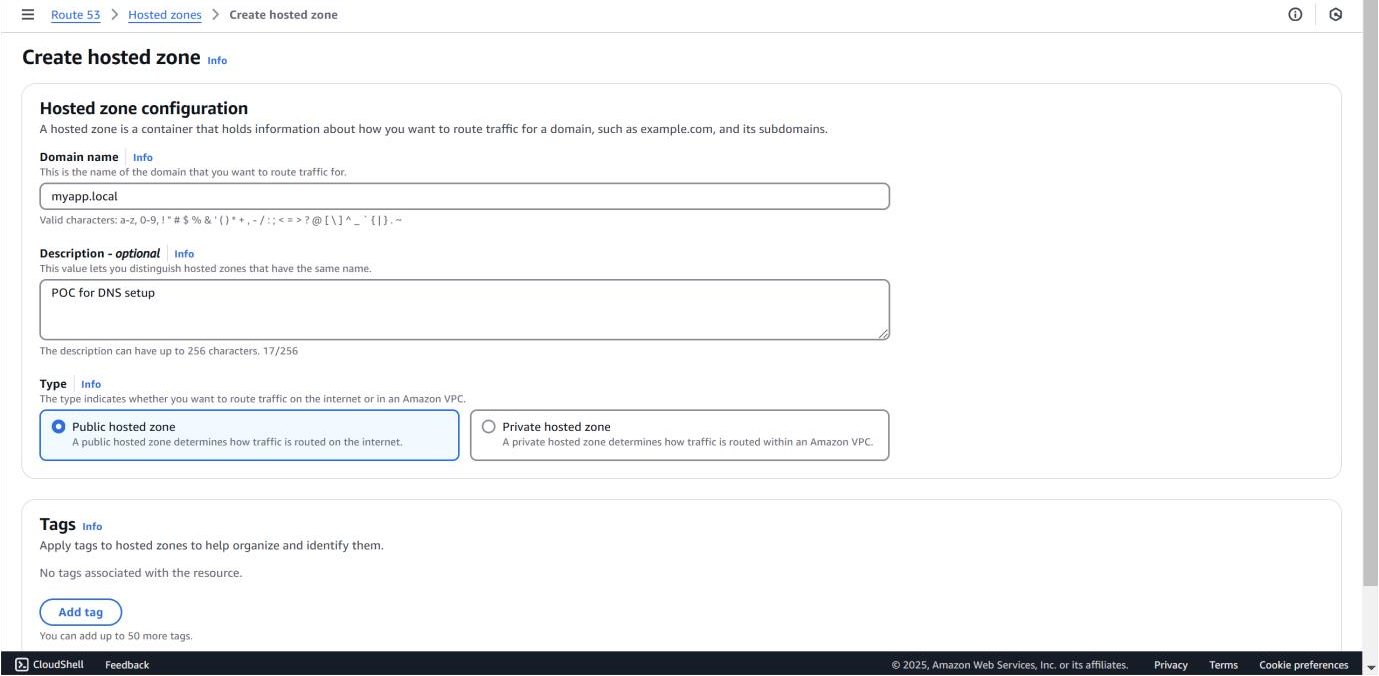 Route 53 > Hosted zones > Create hosted zone
Create hosted zone Info
Hosted zone configuration
A hosted zone is a container that holds information about how you want to route traffic for a domain, such as example.com, and its subdomains.
Domain name Info
This is the name of the domain that you want to route traffic for.
myapp.local
Valid characters: a-z, 0-9, ! " # $ % & ' ( ) * + , - / : ; < = > ? @ [ \ ] ^ _ ` { | } . ~
Description - optional Info
This value lets you distinguish hosted zones that have the same name.
POC for DNS setup
The description can have up to 256 characters. 17/256
Type Info
The type indicates whether you want to route traffic on the internet or in an Amazon VPC.
Public hosted zone
A public hosted zone determines how traffic is routed on the internet.
Private hosted zone
A private hosted zone determines how traffic is routed within an Amazon VPC.
Tags Info
Apply tags to hosted zones to help organize and identify them.
No tags associated with the resource.
Add tag
You can add up to 50 more tags.
CloudShell Feedback © 2025, Amazon Web Services, Inc. or its affiliates. Privacy Terms Cookie preferences